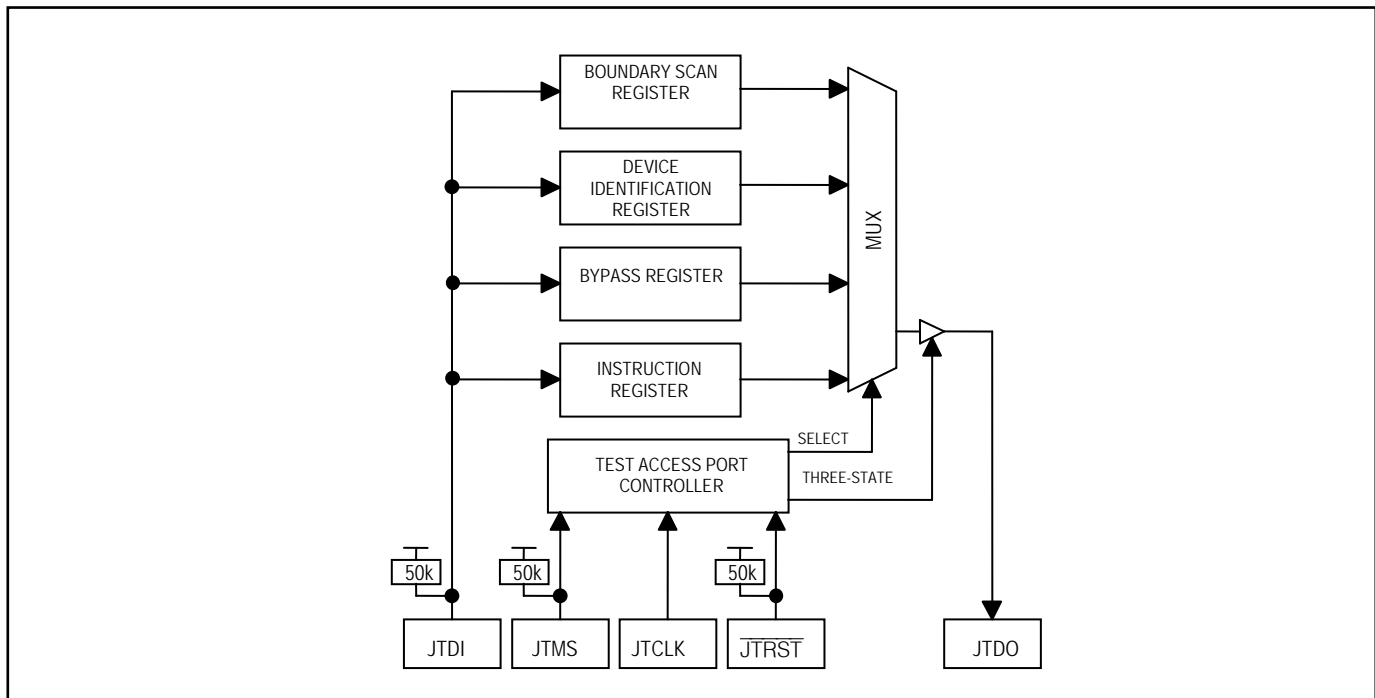 BOUNDARY SCAN
REGISTER
DEVICE
IDENTIFICATION
REGISTER
BYPASS REGISTER
INSTRUCTION
REGISTER
MUX
SELECT
TEST ACCESS PORT
CONTROLLER
THREE-STATE
50k
50k
50k
JTDI
JTMS
JTCLK
JTRST
JTDO